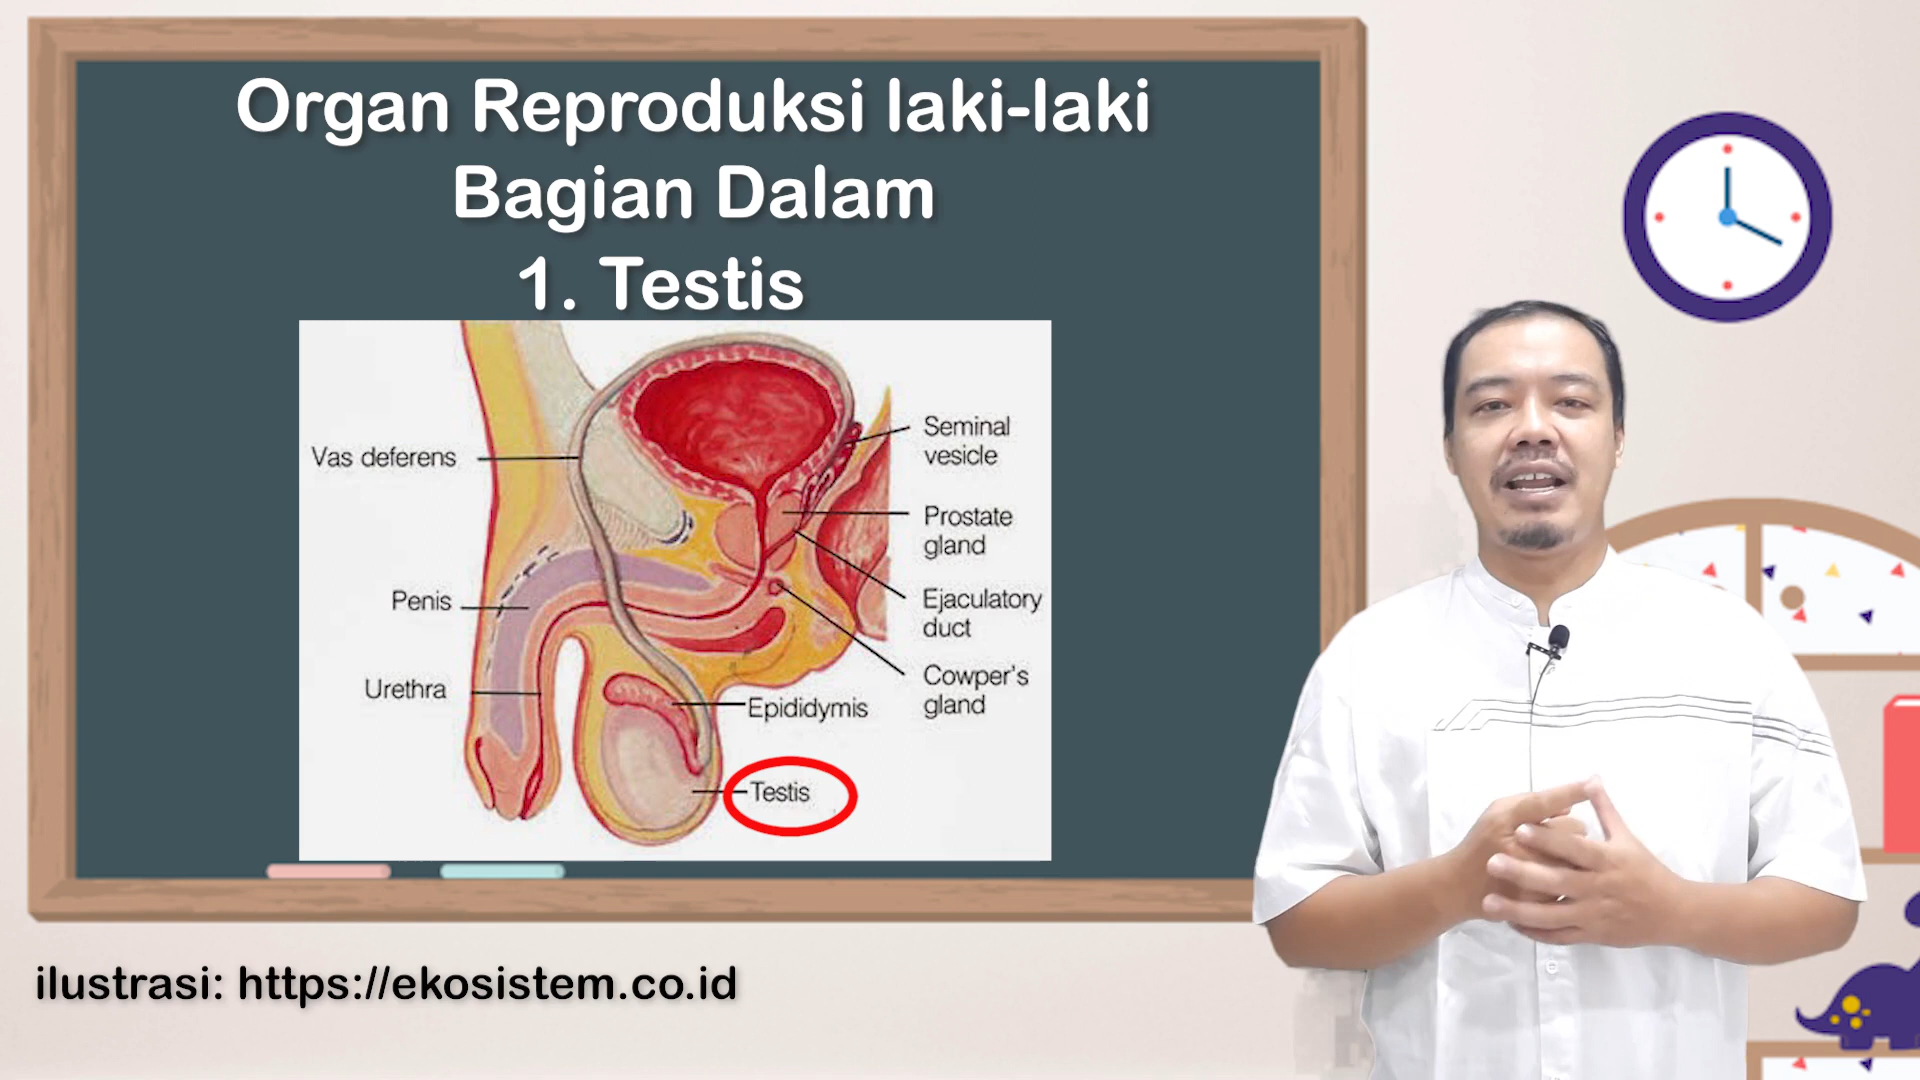 Organ Reproduksi laki-laki
Bagian Dalam
1. Testis
Vas deferens
Penis
Urethra
Seminal
vesicle
Prostate
gland
Ejaculatory
duct
Cowper's
gland
Epididymis
Testis
ilustrasi: https://ekosistem.co.id